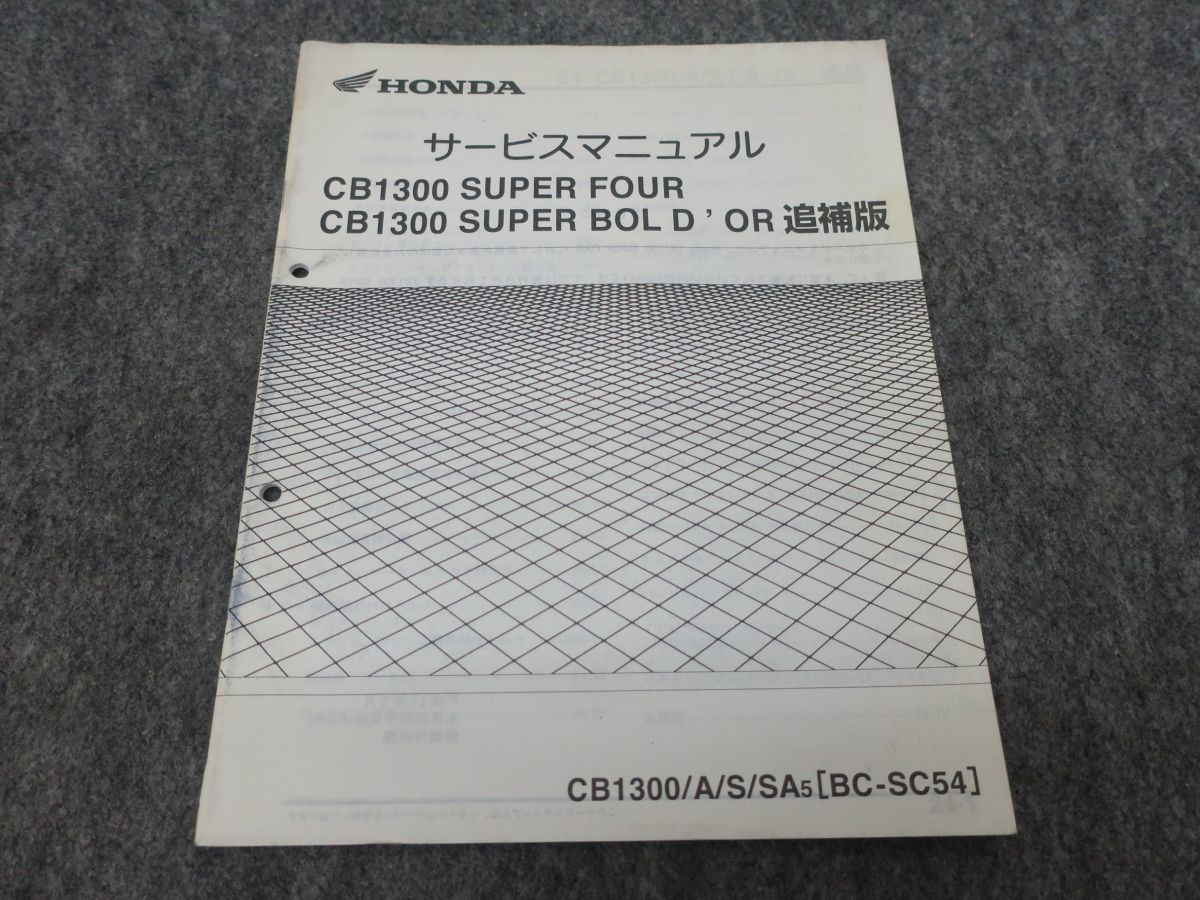 HONDA
サービスマニュアル
CB1300 SUPER FOUR
CB1300 SUPER BOL D ' OR 追補版
CB1300/A/S/SA5[BC-SC54]